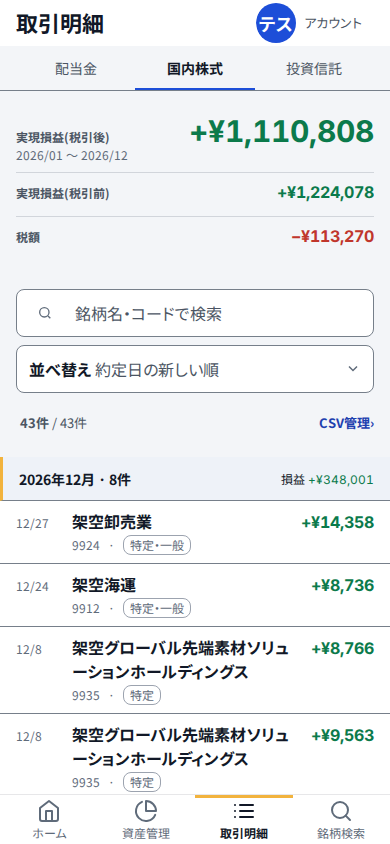 取引明細
テス アカウント
配当金 国内株式 投資信託
実現損益(税引後)
2026/01 〜 2026/12
+¥1,110,808
実現損益(税引前) +¥1,224,078
税額 −¥113,270
銘柄名・コードで検索
並べ替え 約定日の新しい順
43件 / 43件 CSV管理›
2026年12月・8件 損益 +¥348,001
12/27 架空卸売業 +¥14,358
9924 · 特定・一般
12/24 架空海運 +¥8,736
9912 · 特定・一般
12/8 架空グローバル先端素材ソリュ +¥8,766
ーションホールディングス
9935 · 特定
12/8 架空グローバル先端素材ソリュ +¥9,563
ーションホールディングス
9935 · 特定
ホーム 資産管理 取引明細 銘柄検索